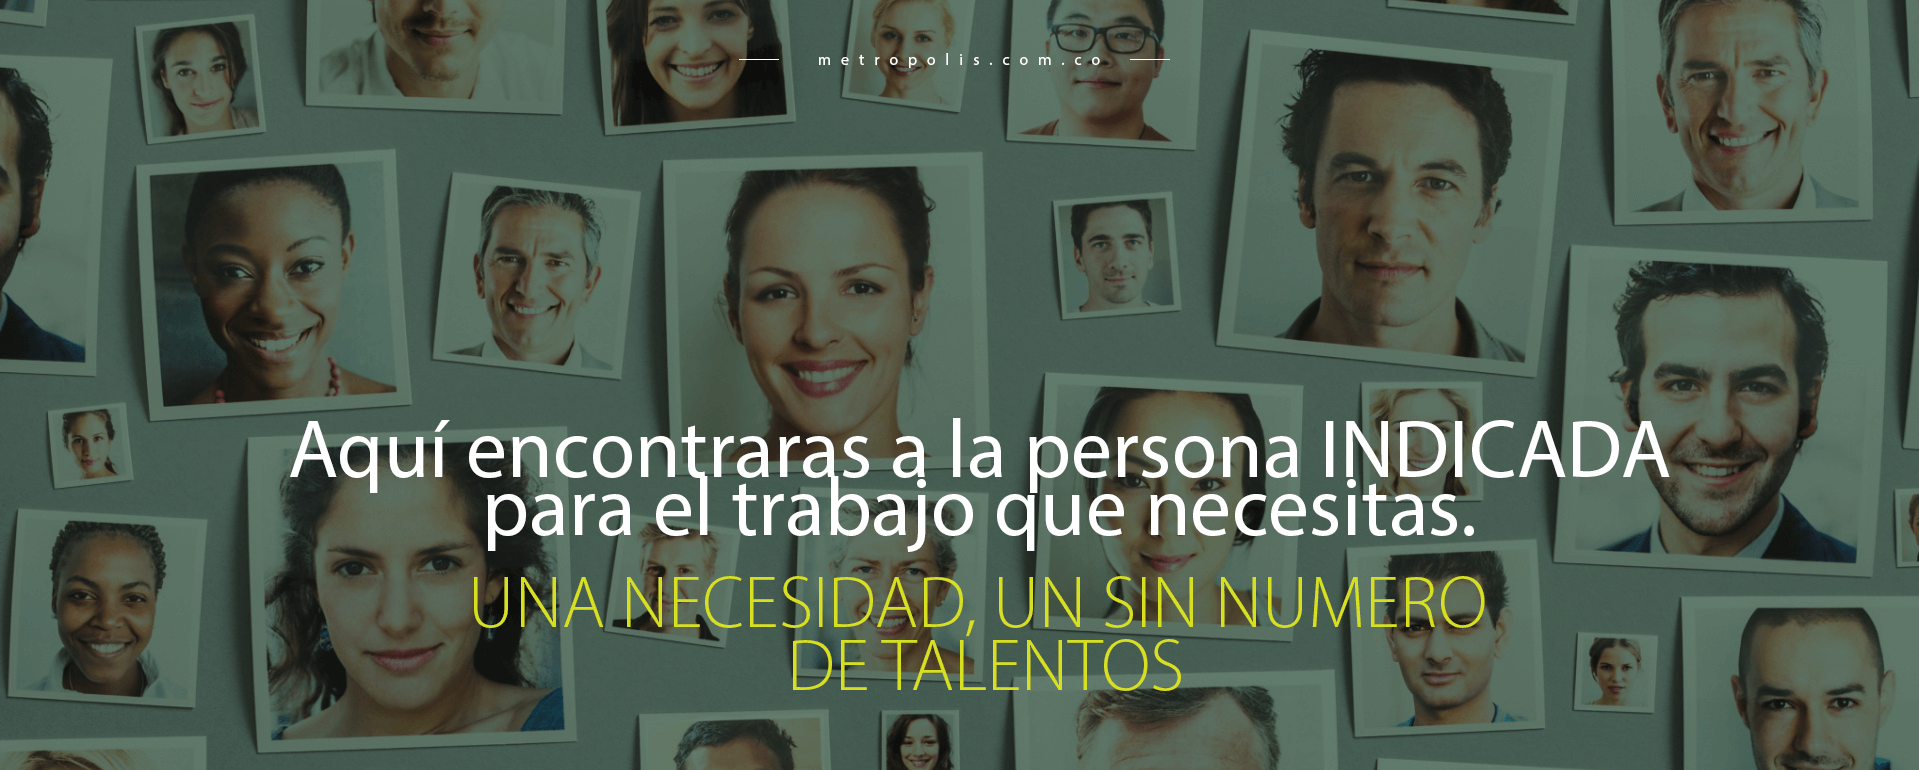 metropolis.com.co
Aquí encontraras a la persona INDICADA
para el trabajo que necesitas.
UNA NECESIDAD, UN SIN NUMERO
DE TALENTOS